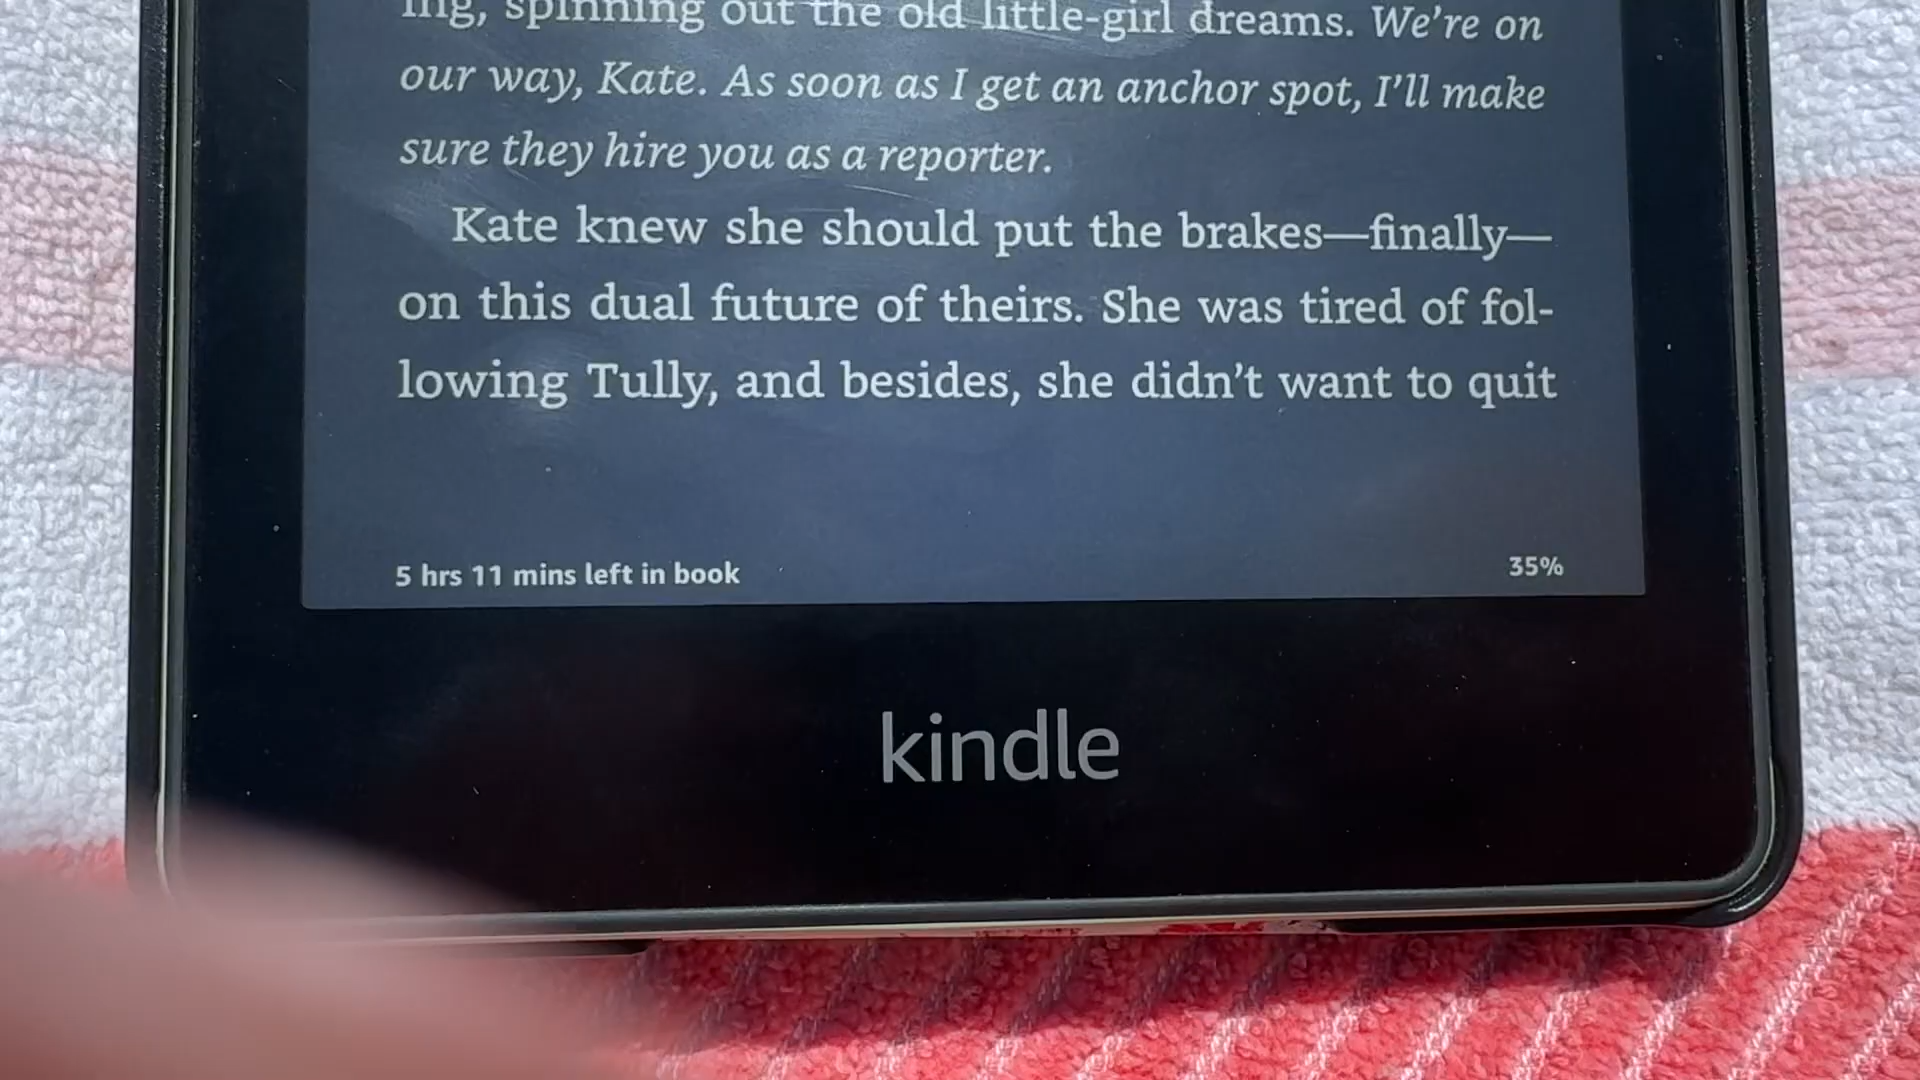 ing, spinning out the old little-girl dreams. We’re on
our way, Kate. As soon as I get an anchor spot, I’ll make
sure they hire you as a reporter.
Kate knew she should put the brakes—finally—
on this dual future of theirs. She was tired of fol-
lowing Tully, and besides, she didn’t want to quit
5 hrs 11 mins left in book
35%
kindle